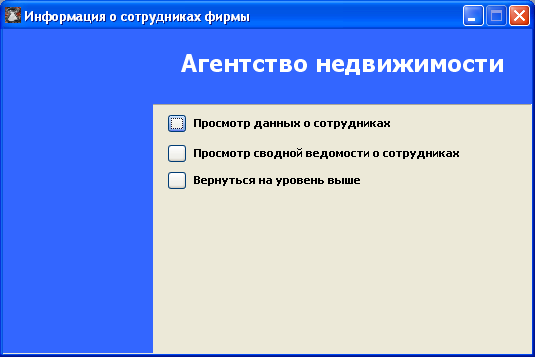 Информация о сотрудниках фирмы
Агентство недвижимости
Просмотр данных о сотрудниках
Просмотр сводной ведомости о сотрудниках
Вернуться на уровень выше